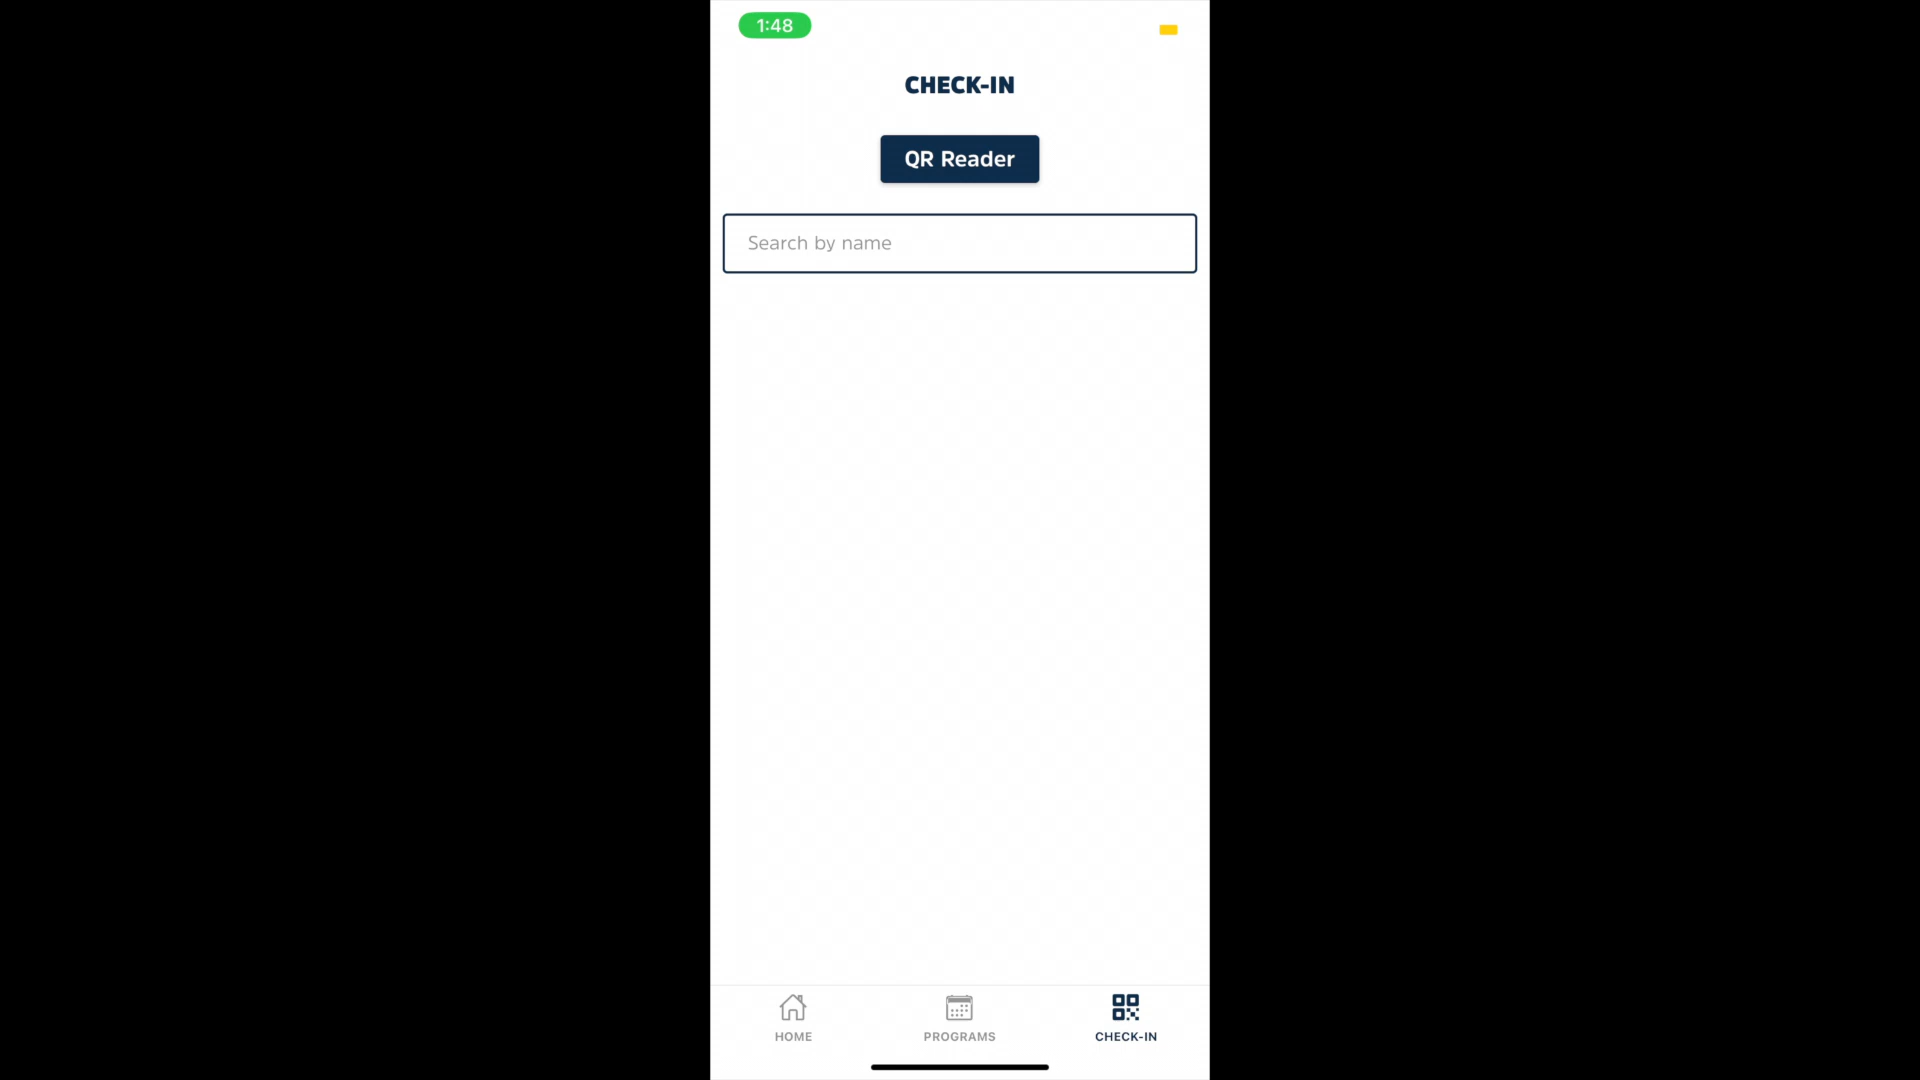 1:48
CHECK-IN
QR Reader
Search by name
HOME
PROGRAMS
CHECK-IN